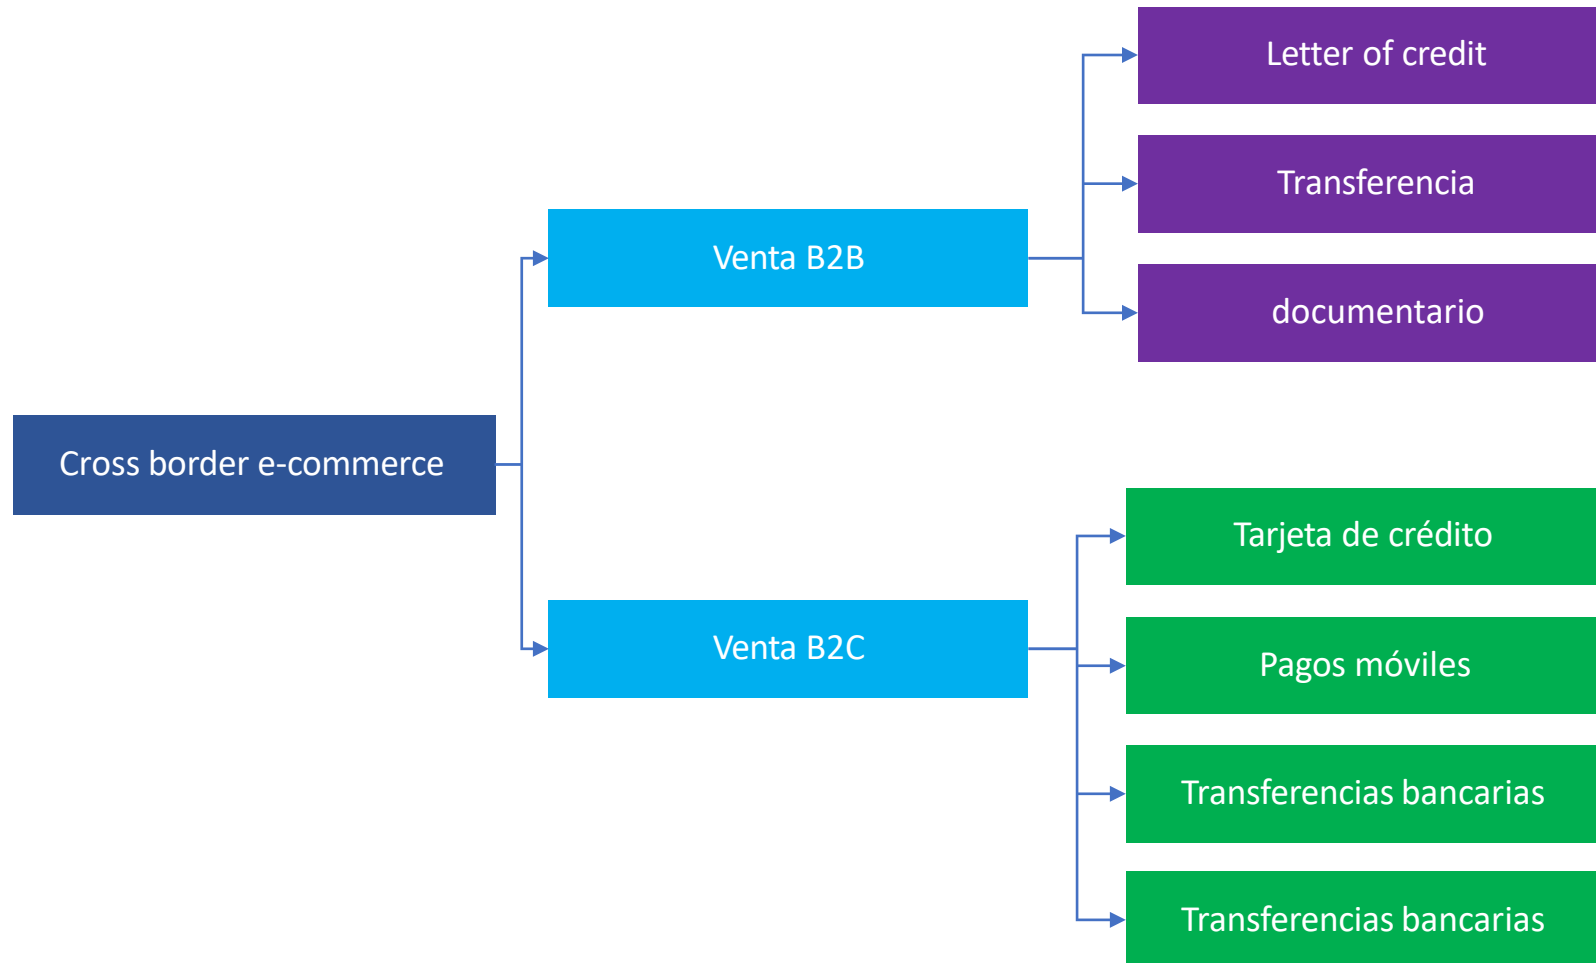 Letter of credit
Transferencia
Venta B2B
documentario
Cross border e-commerce
Tarjeta de crédito
Venta B2C
Pagos móviles
Transferencias bancarias
Transferencias bancarias